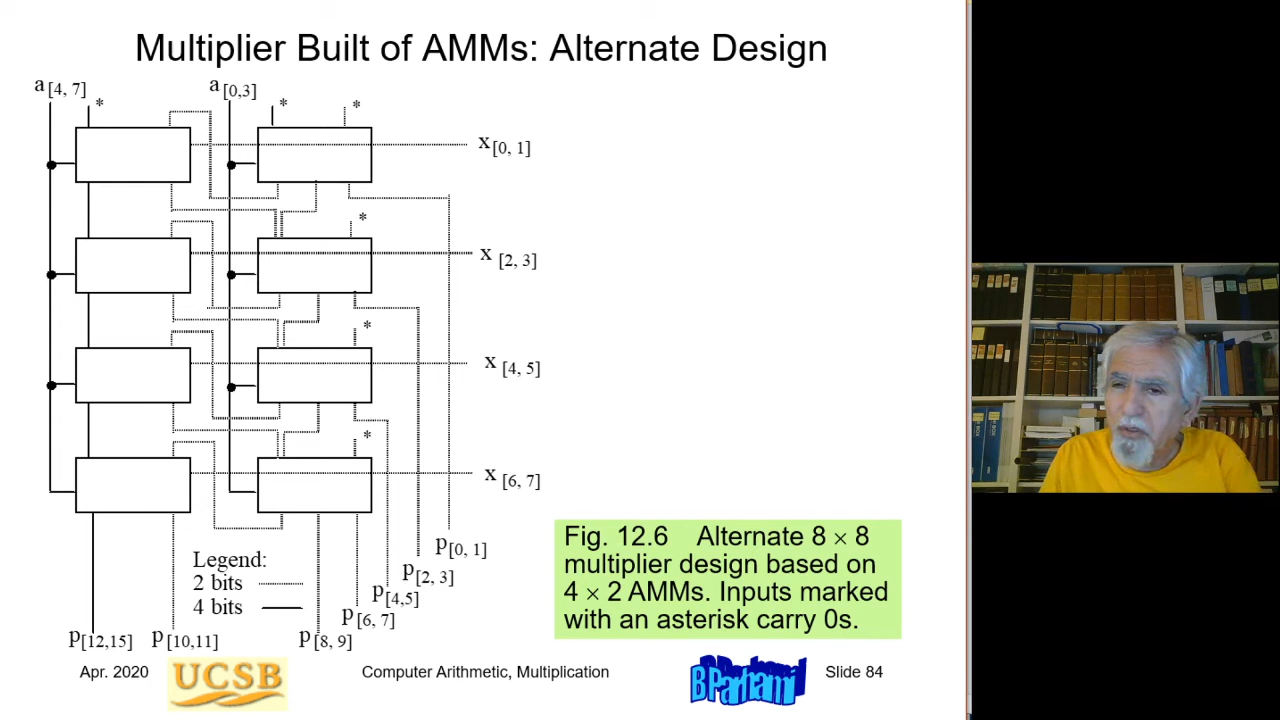 Multiplier Built of AMMs: Alternate Design
a [4, 7]
*
a [0,3]
*
*
x [0, 1]
*
x [2, 3]
*
x [4, 5]
*
x [6, 7]
Legend:
2 bits
4 bits
p [0, 1]
p [2, 3]
p [4,5]
p [6, 7]
p [12,15]
p [10,11]
p [8, 9]
Fig. 12.6 Alternate 8 × 8
multiplier design based on
4 × 2 AMMs. Inputs marked
with an asterisk carry 0s.
Apr. 2020
UCSB
Computer Arithmetic, Multiplication
B Parhami
Slide 84